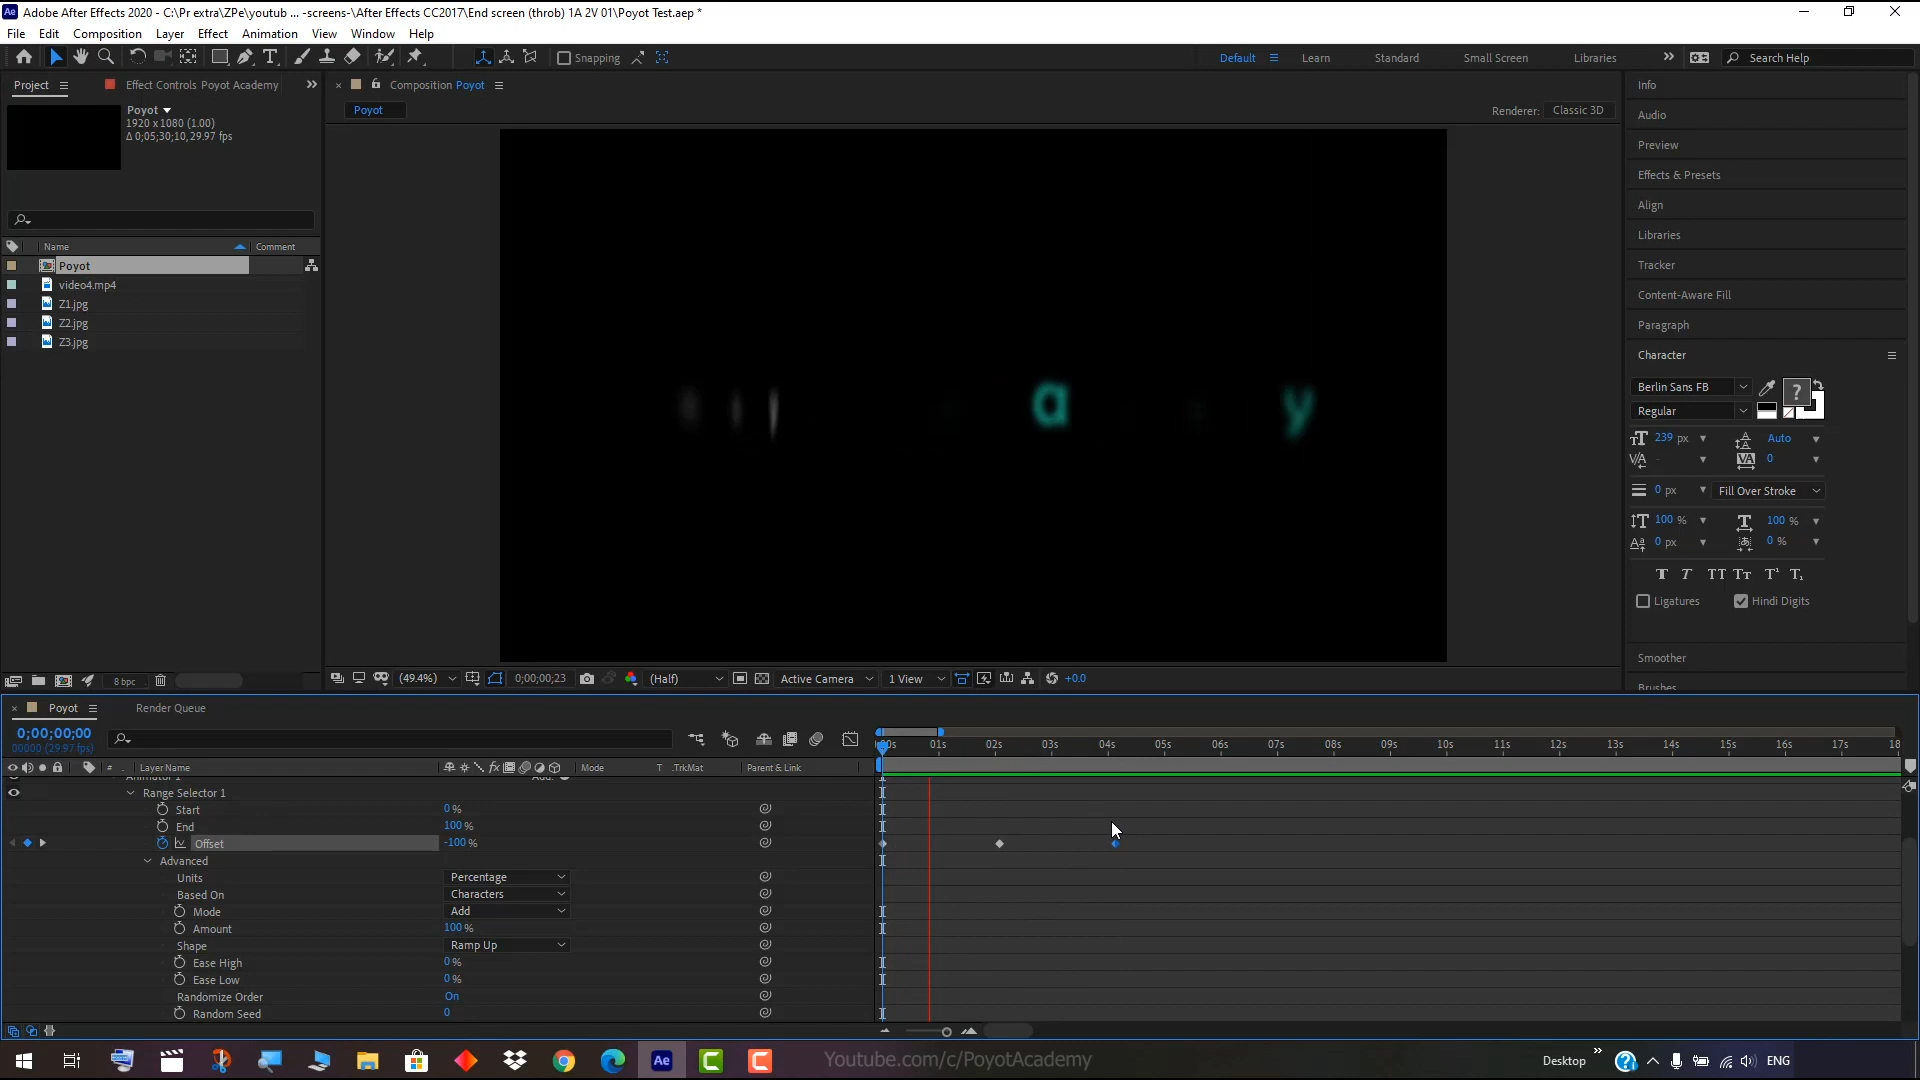 Adobe After Effects 2020 - C:\Pr extra\ZPe\youtub ... -screens-\After Effects CC2017\End screen (throb) 1A 2V 01\Poyot Test.aep *
File Edit Composition Layer Effect Animation View Window Help
Snapping
Default Learn Standard Small Screen Libraries Search Help
Project Effect Controls Poyot Academy
Composition Poyot
Poyot
1920 x 1080 (1.00)
Δ 0;05;30;10, 29.97 fps
Poyot
Renderer: Classic 3D
Name Comment
Poyot
video4.mp4
Z1.jpg
Z2.jpg
Z3.jpg
8 bpc
a y
(49.4%) 0;00;00;23 (Half) Active Camera 1 View +0.0
Info
Audio
Preview
Effects & Presets
Align
Libraries
Tracker
Content-Aware Fill
Paragraph
Character
Berlin Sans FB
Regular
239 px Auto
- 0
0 px Fill Over Stroke
100 % 100 %
0 px 0 %
Ligatures Hindi Digits
Smoother
Brushes
Poyot Render Queue
0;00;00;00
00000 (29.97 fps)
00s 01s 02s 03s 04s 05s 06s 07s 08s 09s 10s 11s 12s 13s 14s 15s 16s 17s 18
# Layer Name Mode T .TrkMat Parent & Link
Animator 1 Add:
Range Selector 1
Start 0 %
End 100 %
Offset -100 %
Advanced
Units Percentage
Based On Characters
Mode Add
Amount 100 %
Shape Ramp Up
Ease High 0 %
Ease Low 0 %
Randomize Order On
Random Seed 0
Youtube.com/c/PoyotAcademy
Desktop ENG